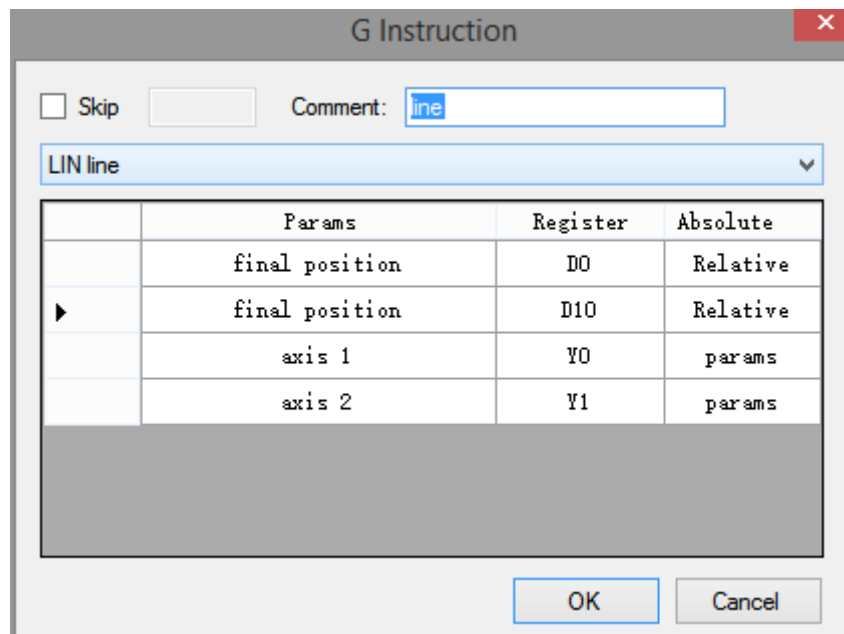 G Instruction
Skip Comment: line
LIN line
Params Register Absolute
final position D0 Relative
final position D10 Relative
axis 1 Y0 params
axis 2 Y1 params
OK Cancel